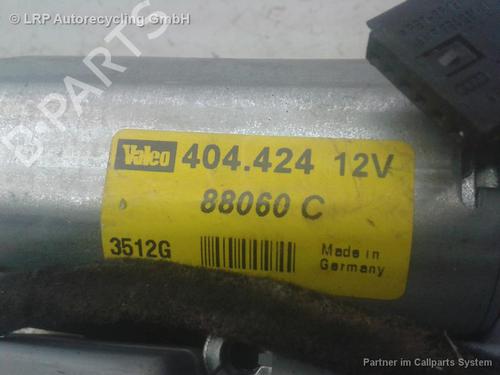 © LRP Autorecycling GmbH
B-PARTS
Valeo 404.424 12V
88060 C
3512G
Made in
Germany
Partner im Callparts System